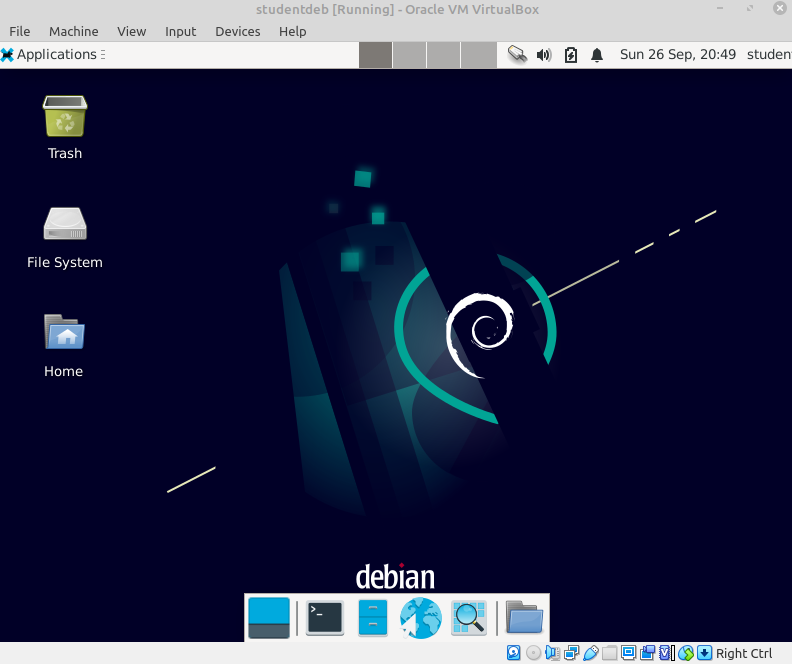 studentdeb [Running] - Oracle VM VirtualBox
File Machine View Input Devices Help
Applications Sun 26 Sep, 20:49 studen
Trash
File System
Home
debian
>_
Right Ctrl